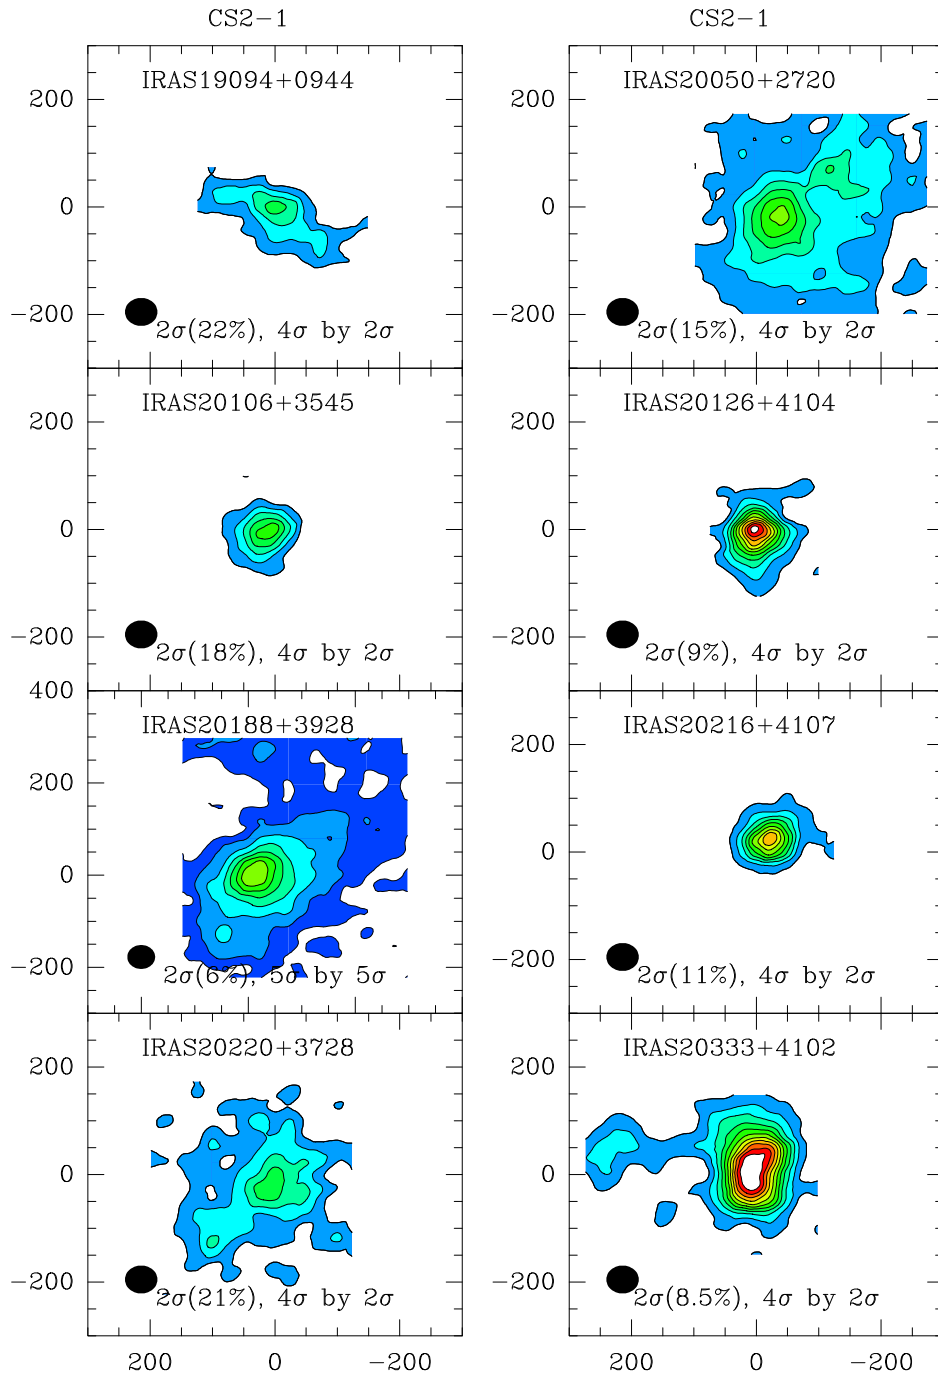 CS2-1 CS2-1
IRAS19094+0944 IRAS20050+2720
200 200
0 0
-200 -200
2σ(22%), 4σ by 2σ 2σ(15%), 4σ by 2σ
IRAS20106+3545 IRAS20126+4104
200 200
0 0
-200 -200
2σ(18%), 4σ by 2σ 2σ(9%), 4σ by 2σ
400
IRAS20188+3928 IRAS20216+4107
200 200
0 0
-200 -200
2σ(6%), 5σ by 5σ 2σ(11%), 4σ by 2σ
IRAS20220+3728 IRAS20333+4102
200 200
0 0
-200 -200
2σ(21%), 4σ by 2σ 2σ(8.5%), 4σ by 2σ
200 0 -200 200 0 -200